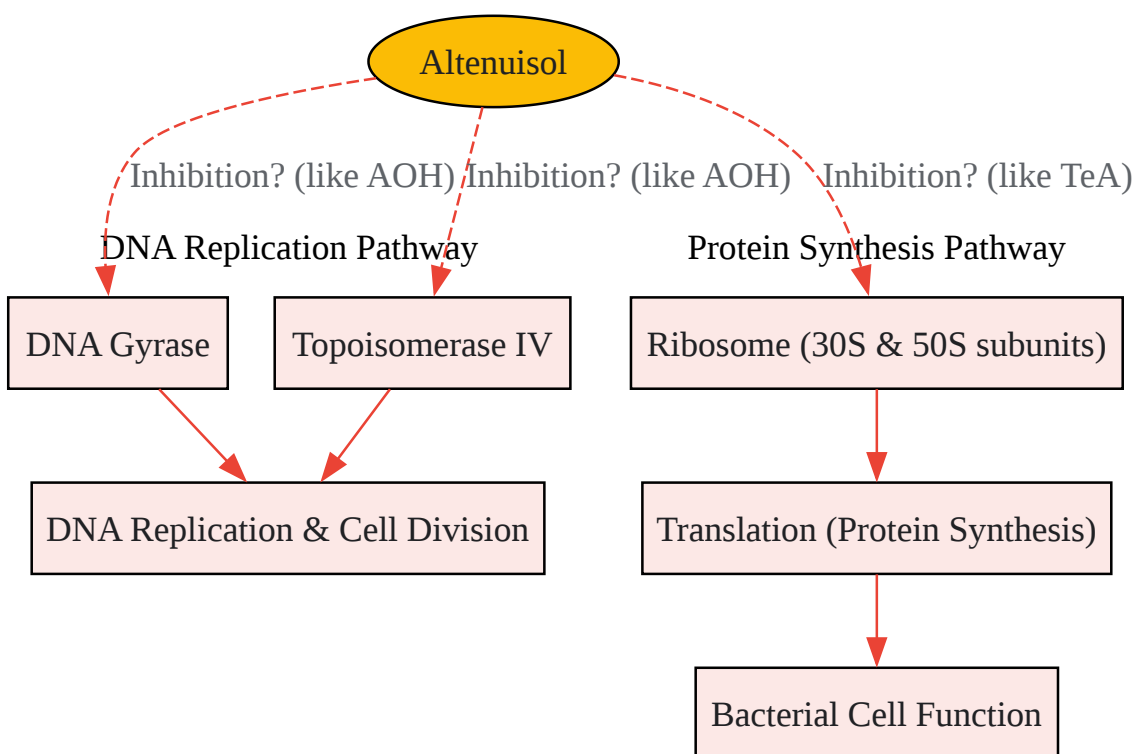 Altenuisol
Inhibition? (like AOH)
Inhibition? (like AOH)
Inhibition? (like TeA)
DNA Replication Pathway
Protein Synthesis Pathway
DNA Gyrase
Topoisomerase IV
Ribosome (30S & 50S subunits)
DNA Replication & Cell Division
Translation (Protein Synthesis)
Bacterial Cell Function